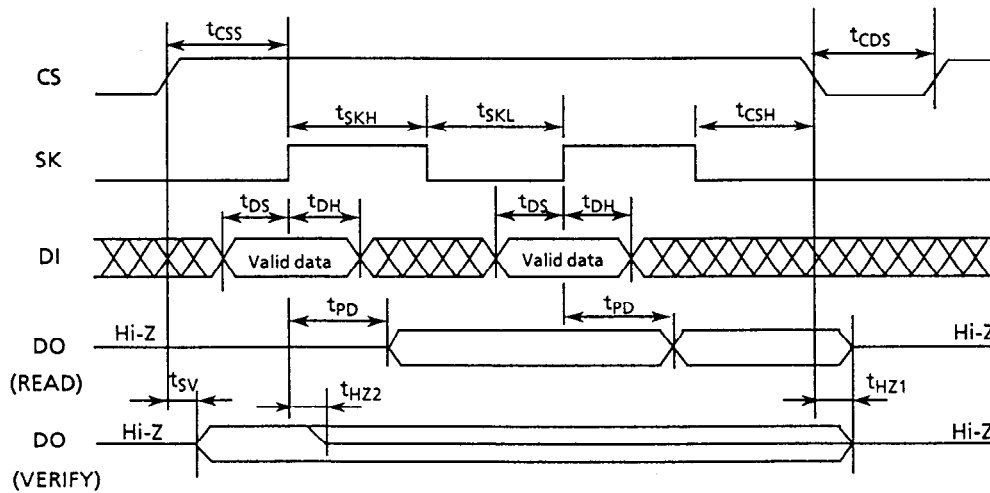 tCSS
tCDS
CS
tSKH
tSKL
tCSH
SK
tDS
tDH
tDS
tDH
DI
Valid data
Valid data
tPD
tPD
DO
Hi-Z
Hi-Z
(READ)
tSV
tHZ2
tHZ1
DO
Hi-Z
Hi-Z
(VERIFY)